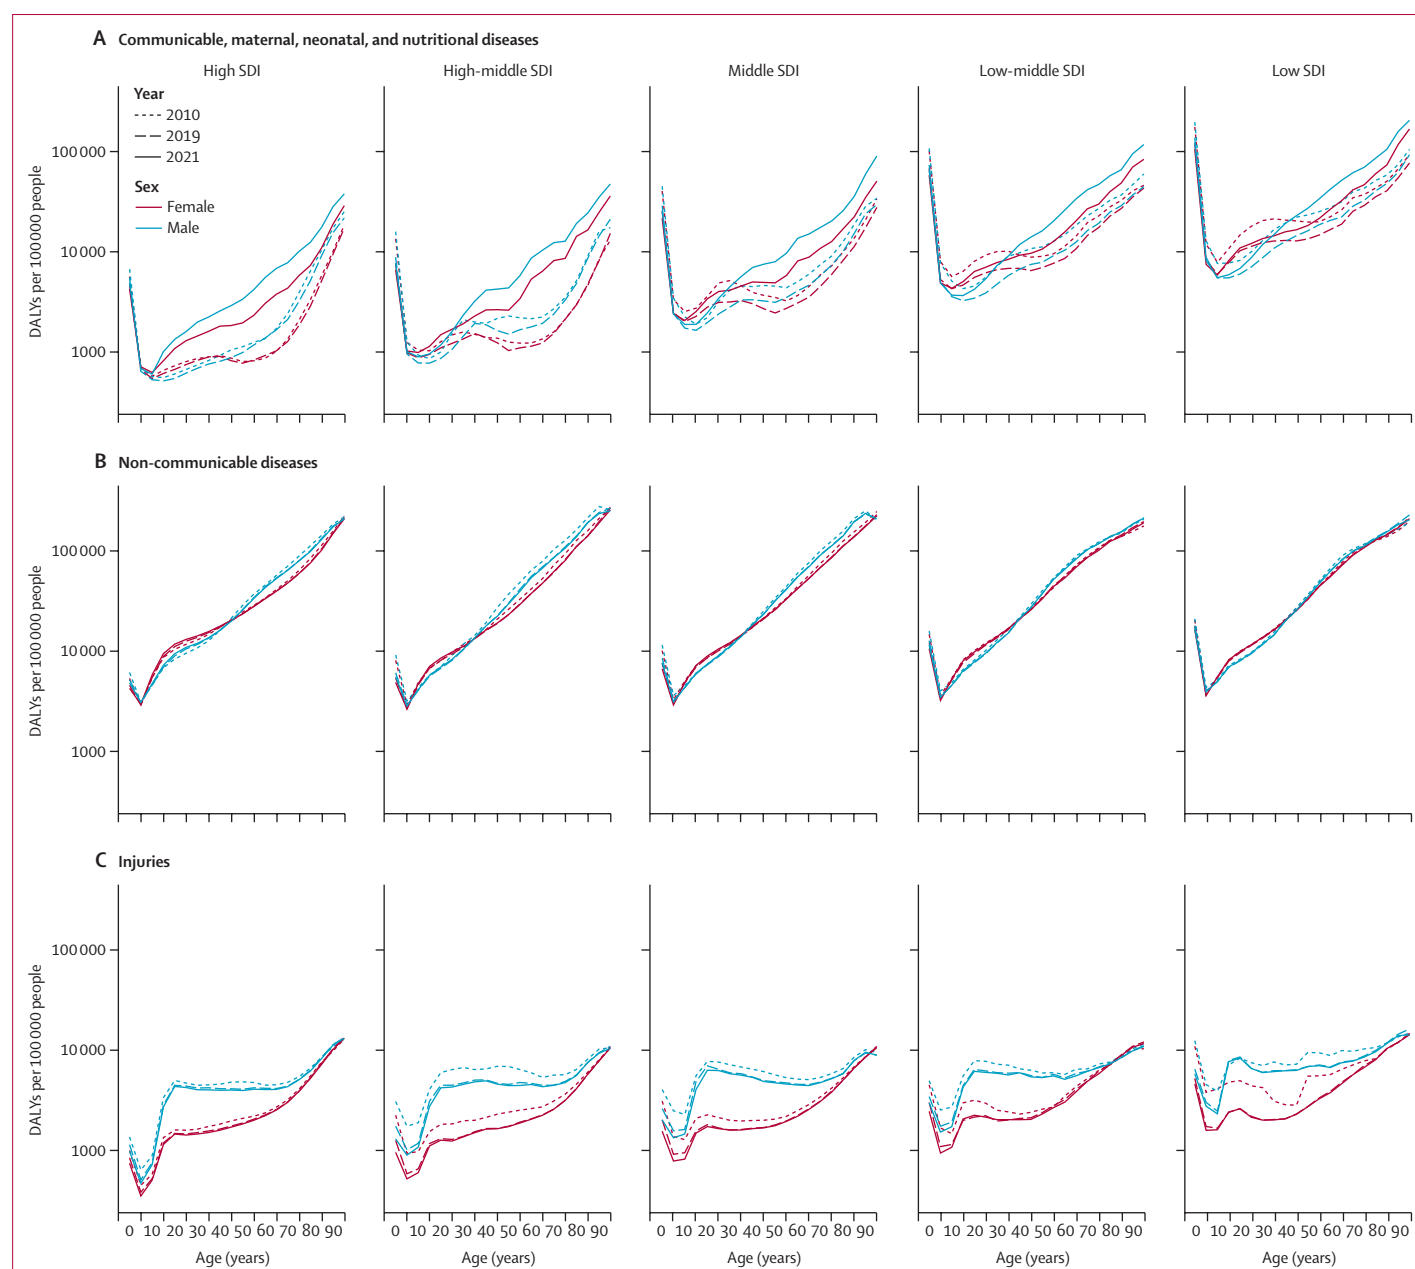 A Communicable, maternal, neonatal, and nutritional diseases
High SDI
High-middle SDI
Middle SDI
Low-middle SDI
Low SDI
Year
2010
2019
2021
Sex
Female
Male
DALYs per 100 000 people
100 000
10 000
1000
B Non-communicable diseases
DALYs per 100 000 people
100 000
10 000
1000
C Injuries
DALYs per 100 000 people
100 000
10 000
1000
0 10 20 30 40 50 60 70 80 90
0 10 20 30 40 50 60 70 80 90
0 10 20 30 40 50 60 70 80 90
0 10 20 30 40 50 60 70 80 90
0 10 20 30 40 50 60 70 80 90
Age (years)
Age (years)
Age (years)
Age (years)
Age (years)